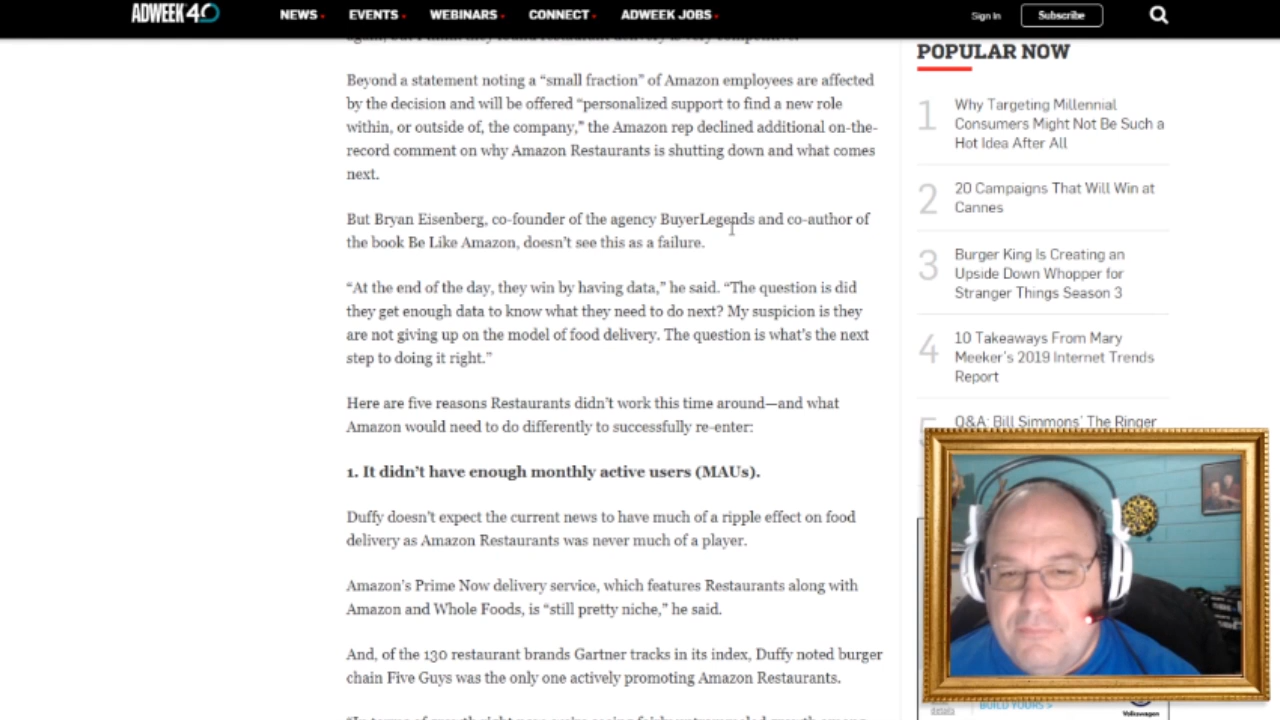 ADWEEK 40
NEWS EVENTS WEBINARS CONNECT ADWEEK JOBS
Sign In Subscribe
Beyond a statement noting a “small fraction” of Amazon employees are affected
by the decision and will be offered “personalized support to find a new role
within, or outside of, the company,” the Amazon rep declined additional on-the-
record comment on why Amazon Restaurants is shutting down and what comes
next.
But Bryan Eisenberg, co-founder of the agency BuyerLegends and co-author of
the book Be Like Amazon, doesn’t see this as a failure.
“At the end of the day, they win by having data,” he said. “The question is did
they get enough data to know what they need to do next? My suspicion is they
are not giving up on the model of food delivery. The question is what’s the next
step to doing it right.”
Here are five reasons Restaurants didn’t work this time around—and what
Amazon would need to do differently to successfully re-enter:
1. It didn’t have enough monthly active users (MAUs).
Duffy doesn’t expect the current news to have much of a ripple effect on food
delivery as Amazon Restaurants was never much of a player.
Amazon’s Prime Now delivery service, which features Restaurants along with
Amazon and Whole Foods, is “still pretty niche,” he said.
And, of the 130 restaurant brands Gartner tracks in its index, Duffy noted burger
chain Five Guys was the only one actively promoting Amazon Restaurants.
POPULAR NOW
1 Why Targeting Millennial
Consumers Might Not Be Such a
Hot Idea After All
2 20 Campaigns That Will Win at
Cannes
3 Burger King Is Creating an
Upside Down Whopper for
Stranger Things Season 3
4 10 Takeaways From Mary
Meeker’s 2019 Internet Trends
Report
5 Q&A: Bill Simmons’ The Ringer
details BUILD YOURS > Volkswagen